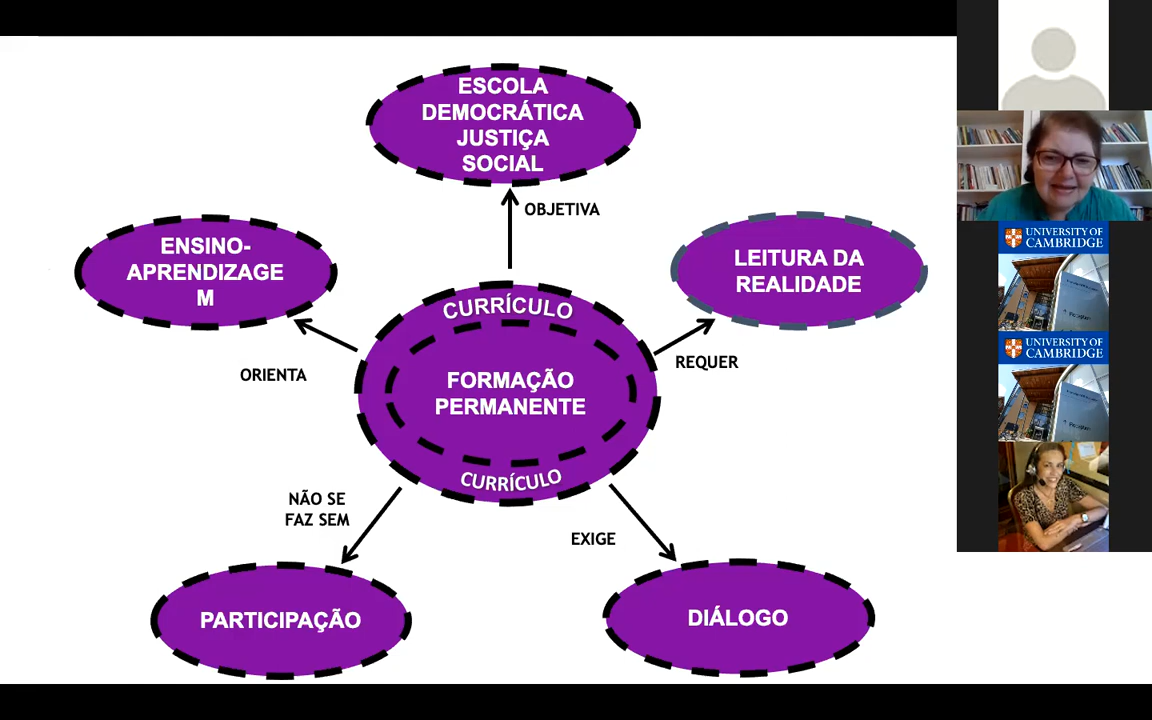 ESCOLA
DEMOCRÁTICA
JUSTIÇA
SOCIAL
OBJETIVA
ENSINO-
APRENDIZAGE
M
LEITURA DA
REALIDADE
CURRÍCULO
ORIENTA
REQUER
FORMAÇÃO
PERMANENTE
CURRÍCULO
NÃO SE
FAZ SEM
EXIGE
PARTICIPAÇÃO
DIÁLOGO
UNIVERSITY OF
CAMBRIDGE
UNIVERSITY OF
CAMBRIDGE